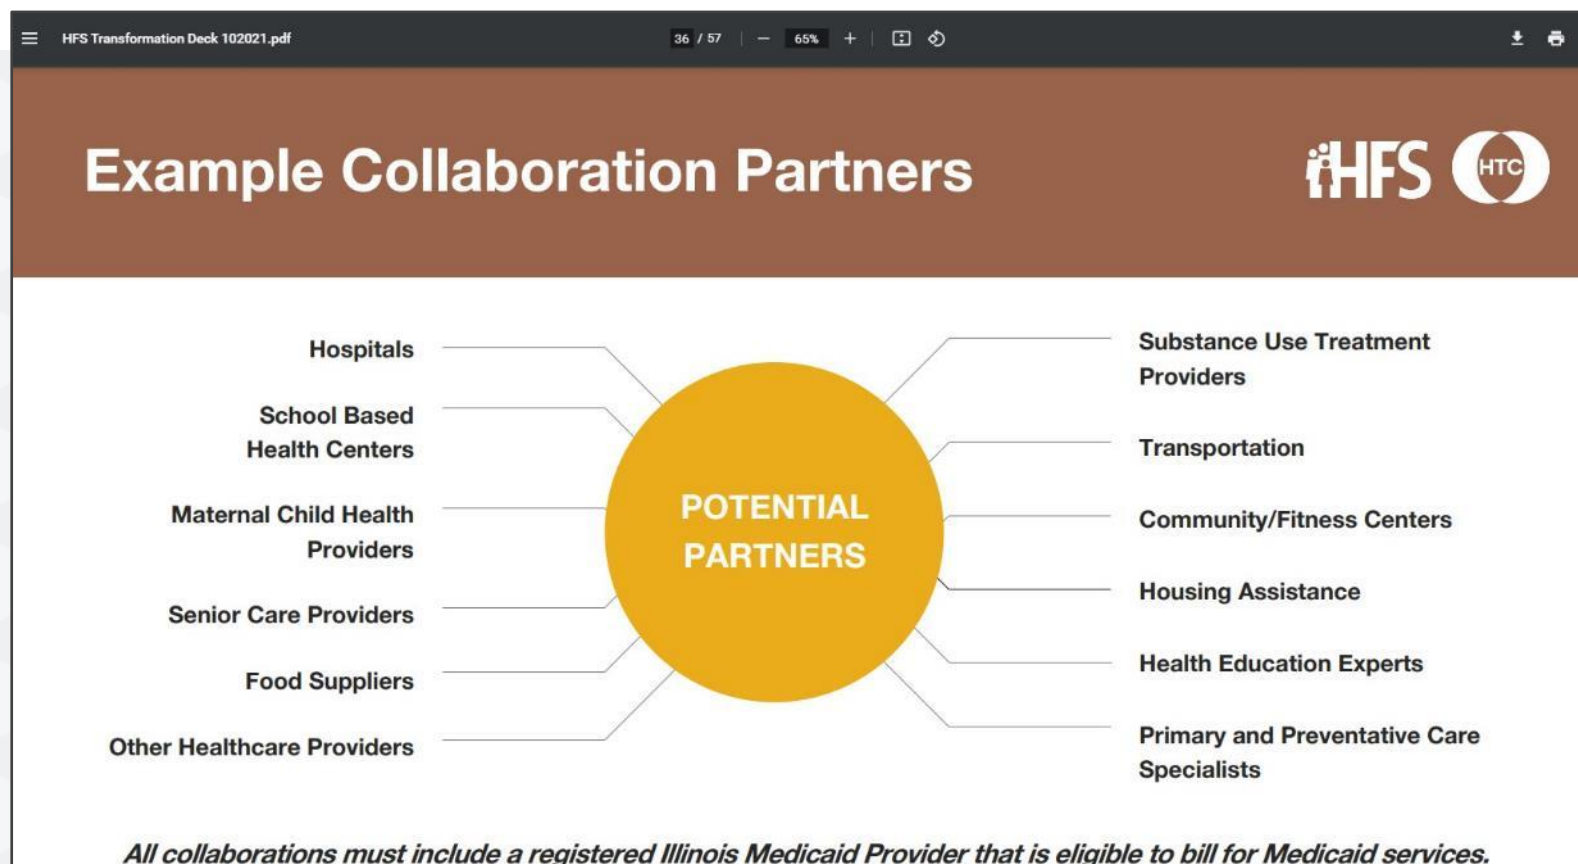 HFS Transformation Deck 102021.pdf
36 / 57
65%
Example Collaboration Partners
HFS
HTC
Hospitals
School Based
Health Centers
Maternal Child Health
Providers
Senior Care Providers
Food Suppliers
Other Healthcare Providers
POTENTIAL
PARTNERS
Substance Use Treatment
Providers
Transportation
Community/Fitness Centers
Housing Assistance
Health Education Experts
Primary and Preventative Care
Specialists
All collaborations must include a registered Illinois Medicaid Provider that is eligible to bill for Medicaid services.